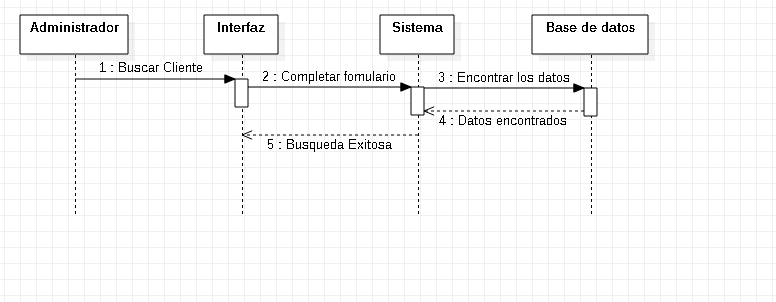 Administrador
Interfaz
Sistema
Base de datos
1 : Buscar Cliente
2 : Completar fomulario
3 : Encontrar los datos
4 : Datos encontrados
5 : Busqueda Exitosa